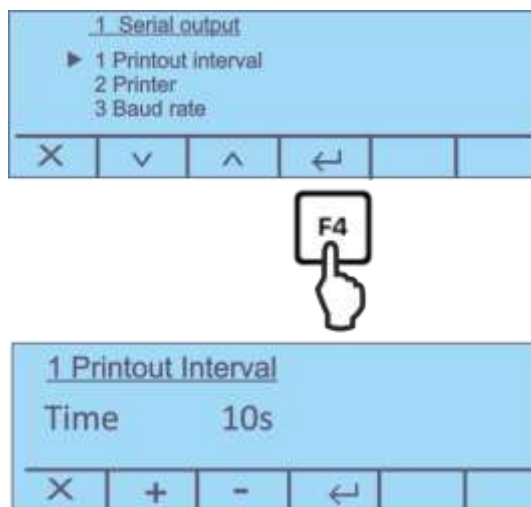 1 Serial output
► 1 Printout interval
2 Printer
3 Baud rate
X ∨ ∧ ↵
F4
1 Printout Interval
Time 10s
X + - ↵